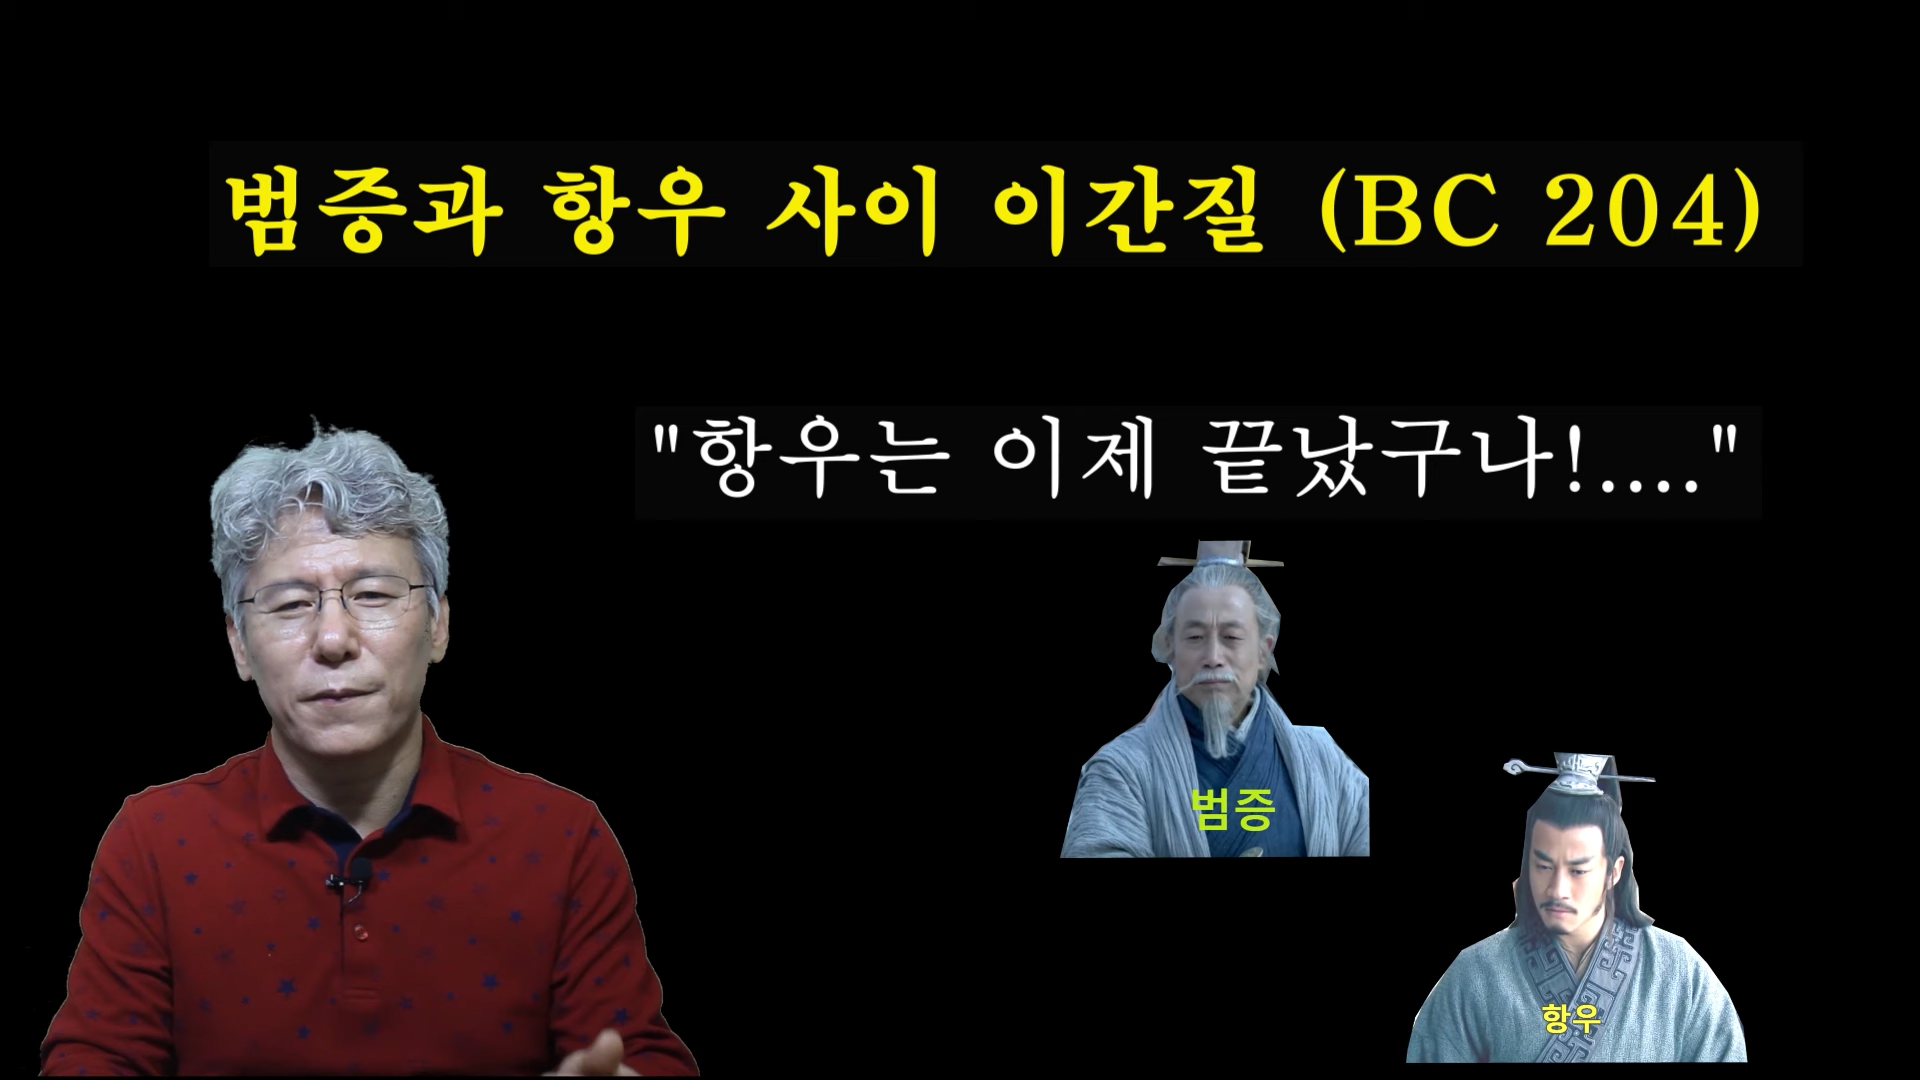 범증과 항우 사이 이간질 (BC 204)
"항우는 이제 끝났구나!...."
범증
항우